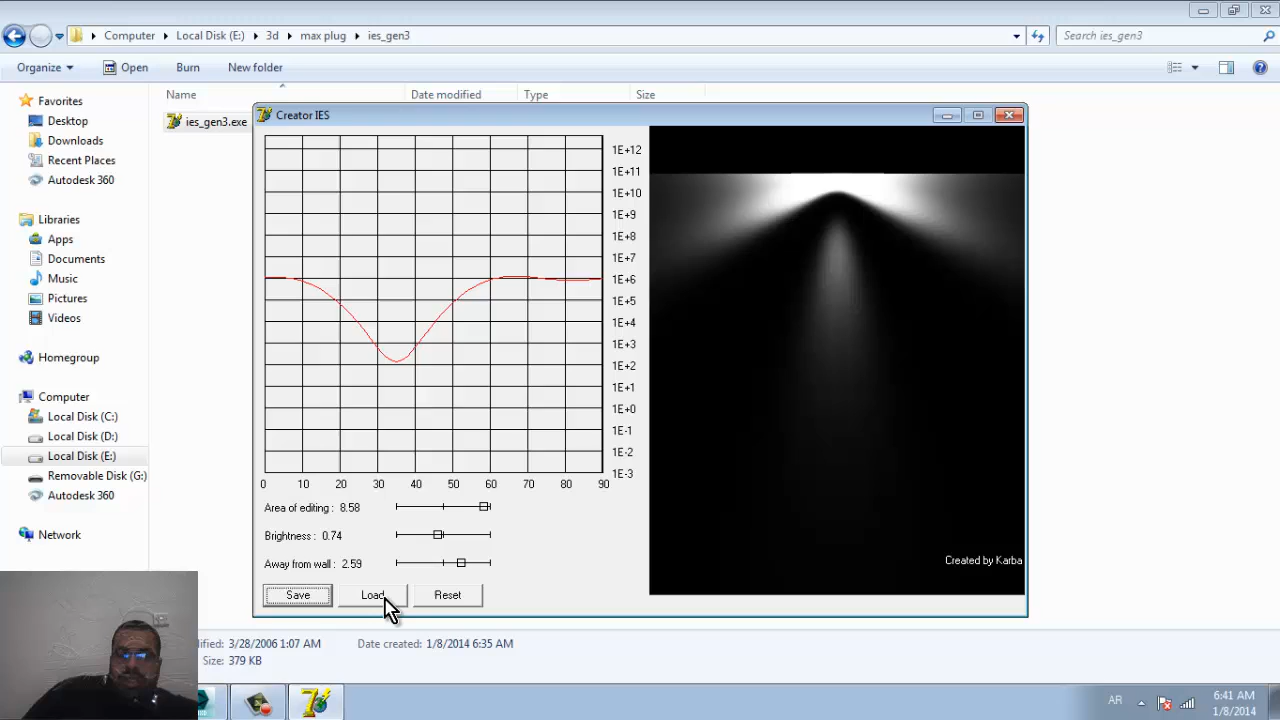 Computer ▸ Local Disk (E:) ▸ 3d ▸ max plug ▸ ies_gen3
Search ies_gen3
Organize Open Burn New folder
Name Date modified Type Size
Favorites
Desktop
Downloads
Recent Places
Autodesk 360
Libraries
Apps
Documents
Music
Pictures
Videos
Homegroup
Computer
Local Disk (C:)
Local Disk (D:)
Local Disk (E:)
Removable Disk (G:)
Autodesk 360
Network
ies_gen3.exe
Creator IES
1E+12
1E+11
1E+10
1E+9
1E+8
1E+7
1E+6
1E+5
1E+4
1E+3
1E+2
1E+1
1E+0
1E-1
1E-2
1E-3
0 10 20 30 40 50 60 70 80 90
Area of editing : 8.58
Brightness : 0.74
Away from wall : 2.59
Save Load Reset
Created by Karba
3/28/2006 1:07 AM Date created: 1/8/2014 6:35 AM
Size: 379 KB
AR
6:41 AM
1/8/2014